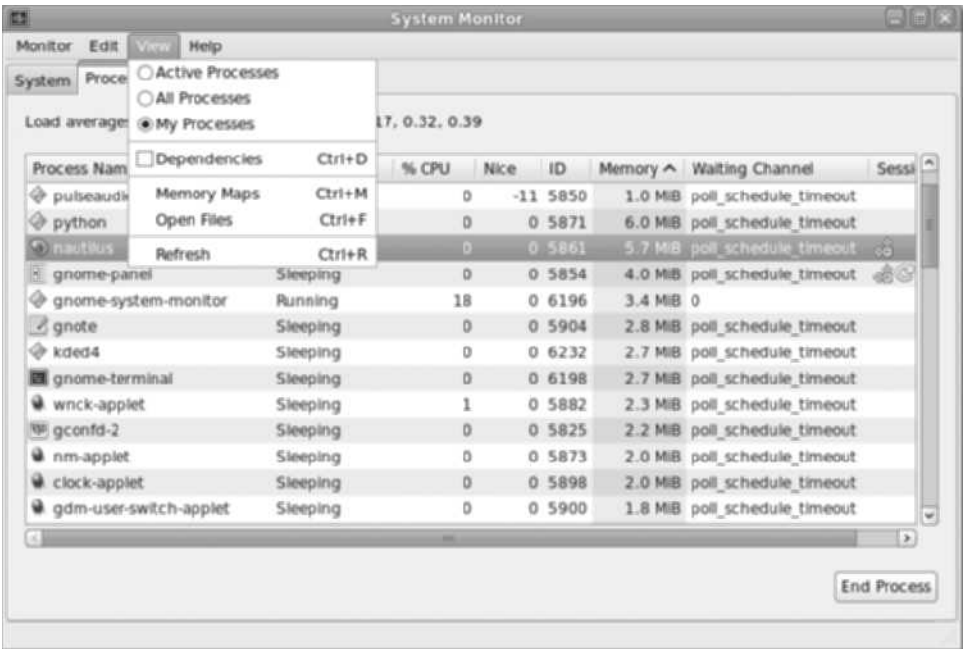 System Monitor
Monitor Edit View Help
System Proce
Active Processes
All Processes
My Processes
Dependencies Ctrl+D
Memory Maps Ctrl+M
Open Files Ctrl+F
Refresh Ctrl+R
Load average 17, 0.32, 0.39
Process Nam % CPU Nice ID Memory Waiting Channel Sessi
pulseaudi 0 -11 5850 1.0 MiB poll_schedule_timeout
python 0 0 5871 6.0 MiB poll_schedule_timeout
nautilus 0 0 5861 5.7 MiB poll_schedule_timeout
gnome-panel Sleeping 0 0 5854 4.0 MiB poll_schedule_timeout
gnome-system-monitor Running 18 0 6196 3.4 MiB 0
gnote Sleeping 0 0 5904 2.8 MiB poll_schedule_timeout
kded4 Sleeping 0 0 6232 2.7 MiB poll_schedule_timeout
gnome-terminal Sleeping 0 0 6198 2.7 MiB poll_schedule_timeout
wnck-applet Sleeping 1 0 5882 2.3 MiB poll_schedule_timeout
gconfd-2 Sleeping 0 0 5825 2.2 MiB poll_schedule_timeout
nm-applet Sleeping 0 0 5873 2.0 MiB poll_schedule_timeout
clock-applet Sleeping 0 0 5898 2.0 MiB poll_schedule_timeout
gdm-user-switch-applet Sleeping 0 0 5900 1.8 MiB poll_schedule_timeout
End Process